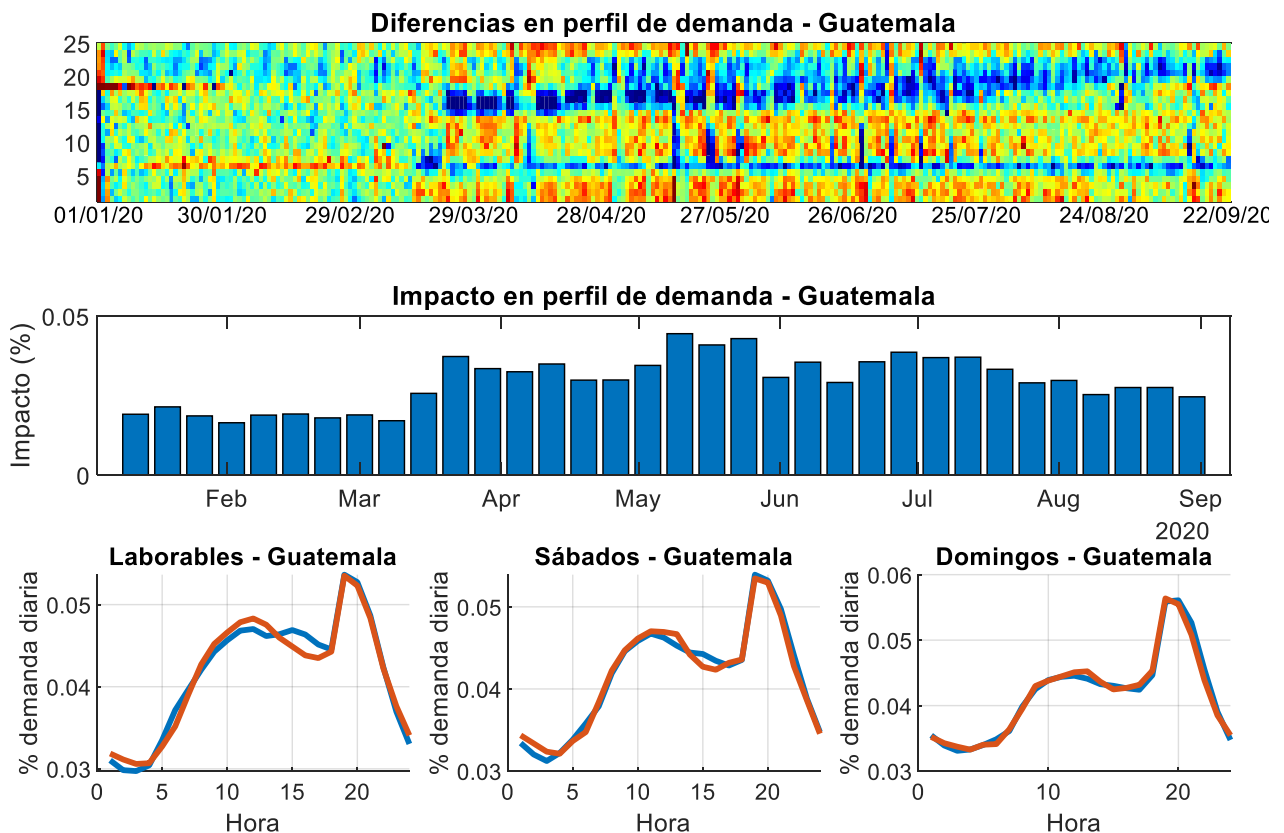 Diferencias en perfil de demanda - Guatemala
25
20
15
10
5
01/01/20 30/01/20 29/02/20 29/03/20 28/04/20 27/05/20 26/06/20 25/07/20 24/08/20 22/09/20
Impacto en perfil de demanda - Guatemala
0.05
Impacto (%)
0
Feb Mar Apr May Jun Jul Aug Sep
2020
Laborables - Guatemala
% demanda diaria
0.05
0.04
0.03
0 5 10 15 20
Hora
Sábados - Guatemala
% demanda diaria
0.05
0.04
0.03
0 5 10 15 20
Hora
Domingos - Guatemala
% demanda diaria
0.06
0.05
0.04
0.03
0 10 20
Hora